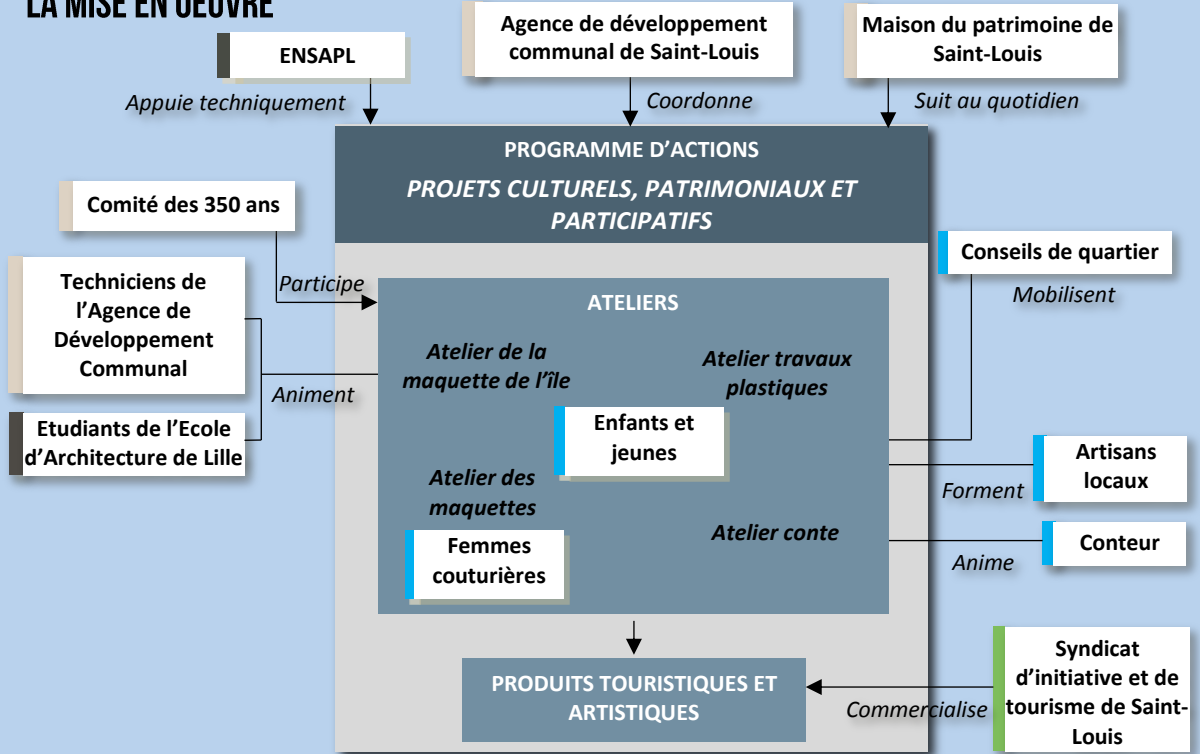 LA MISE EN OEUVRE
ENSAPL
Agence de développement
communal de Saint-Louis
Maison du patrimoine de
Saint-Louis
Appuie techniquement
Coordonne
Suit au quotidien
PROGRAMME D'ACTIONS
PROJETS CULTURELS, PATRIMONIAUX ET
PARTICIPATIFS
Comité des 350 ans
Participe
Techniciens de
l'Agence de
Développement
Communal
Animent
Etudiants de l'Ecole
d'Architecture de Lille
ATELIERS
Atelier de la
maquette de l'île
Atelier travaux
plastiques
Enfants et
jeunes
Atelier des
maquettes
Femmes
couturières
Atelier conte
Conseils de quartier
Mobilisent
Artisans
locaux
Forment
Conteur
Anime
PRODUITS TOURISTIQUES ET
ARTISTIQUES
Commercialise
Syndicat
d'initiative et de
tourisme de Saint-
Louis